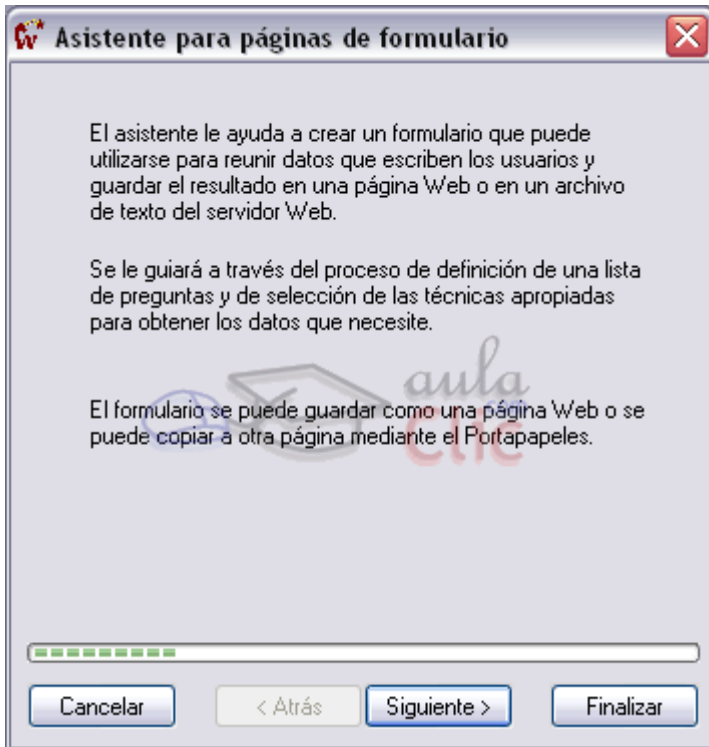 Asistente para páginas de formulario
El asistente le ayuda a crear un formulario que puede
utilizarse para reunir datos que escriben los usuarios y
guardar el resultado en una página Web o en un archivo
de texto del servidor Web.
Se le guiará a través del proceso de definición de una lista
de preguntas y de selección de las técnicas apropiadas
para obtener los datos que necesite.
aula
.com
Clic
El formulario se puede guardar como una página Web o se
puede copiar a otra página mediante el Portapapeles.
Cancelar < Atrás Siguiente > Finalizar